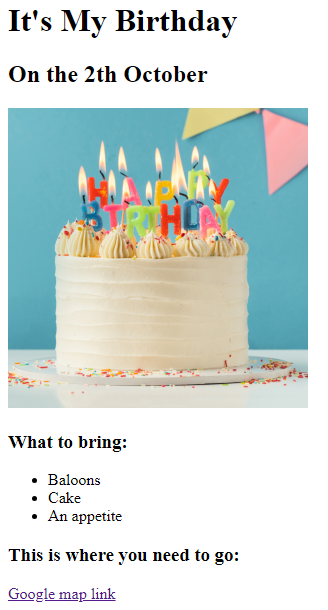 It's My Birthday
On the 2th October
HAPPY
BIRTHDAY
What to bring:
Baloons
Cake
An appetite
This is where you need to go:
Google map link